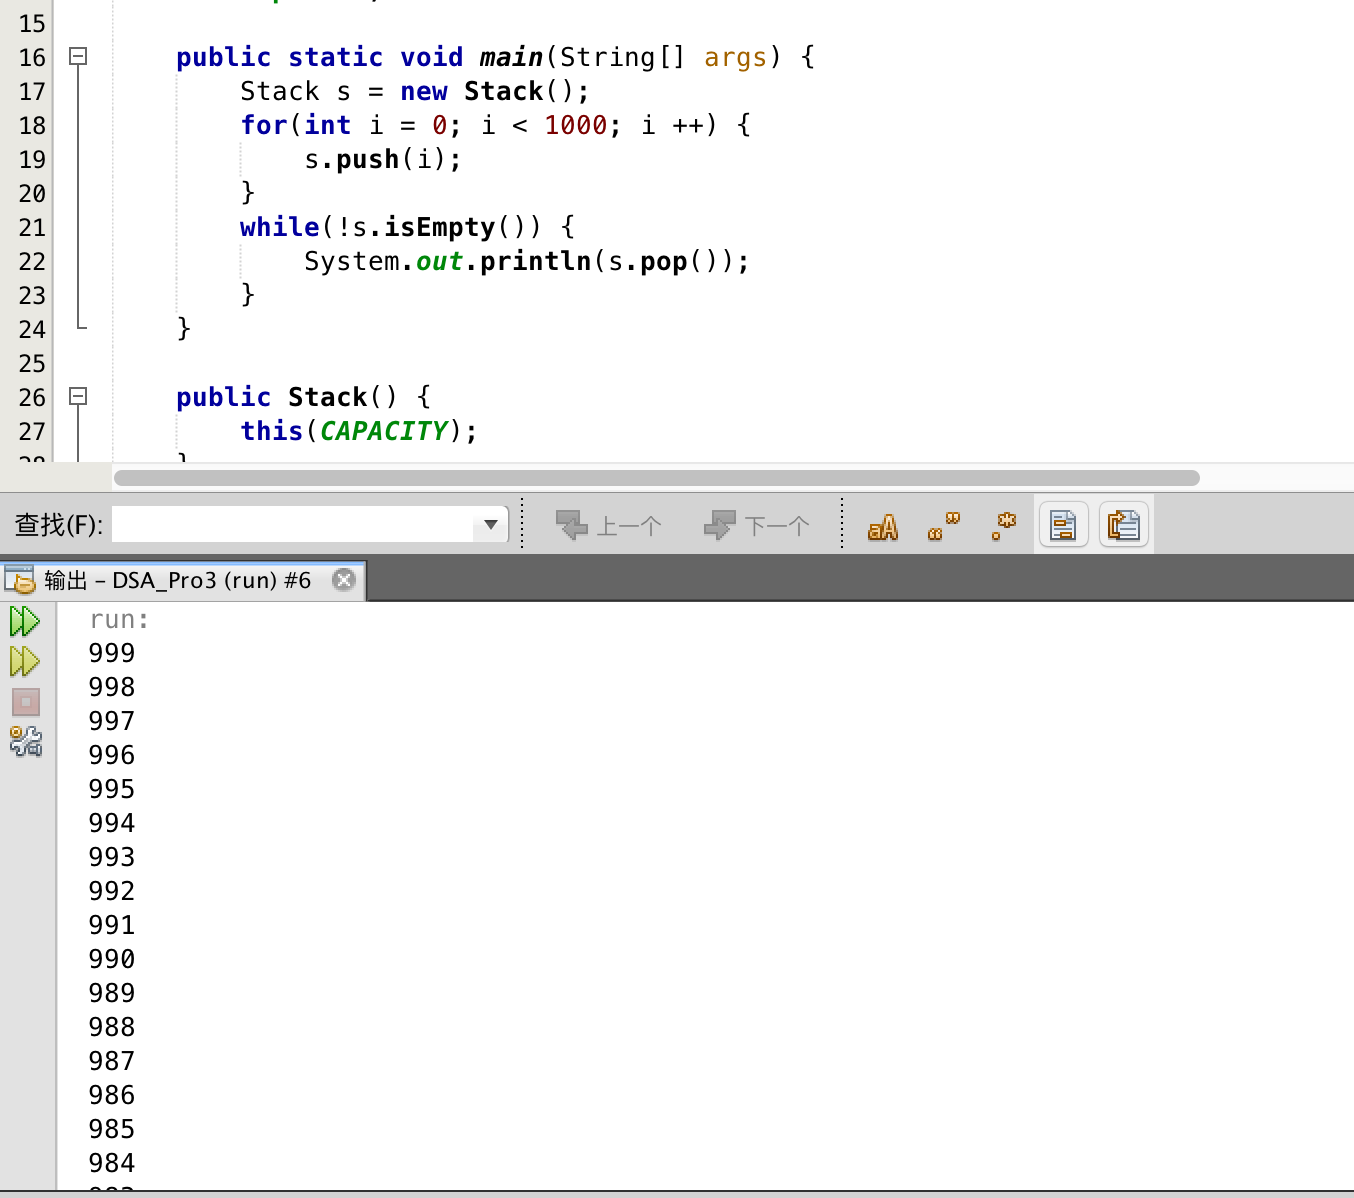 15
16 public static void main(String[] args) {
17 Stack s = new Stack();
18 for(int i = 0; i < 1000; i ++) {
19 s.push(i);
20 }
21 while(!s.isEmpty()) {
22 System.out.println(s.pop());
23 }
24 }
25
26 public Stack() {
27 this(CAPACITY);
28 }
查找(F): 上一个 下一个
输出 – DSA_Pro3 (run) #6
run:
999
998
997
996
995
994
993
992
991
990
989
988
987
986
985
984
983